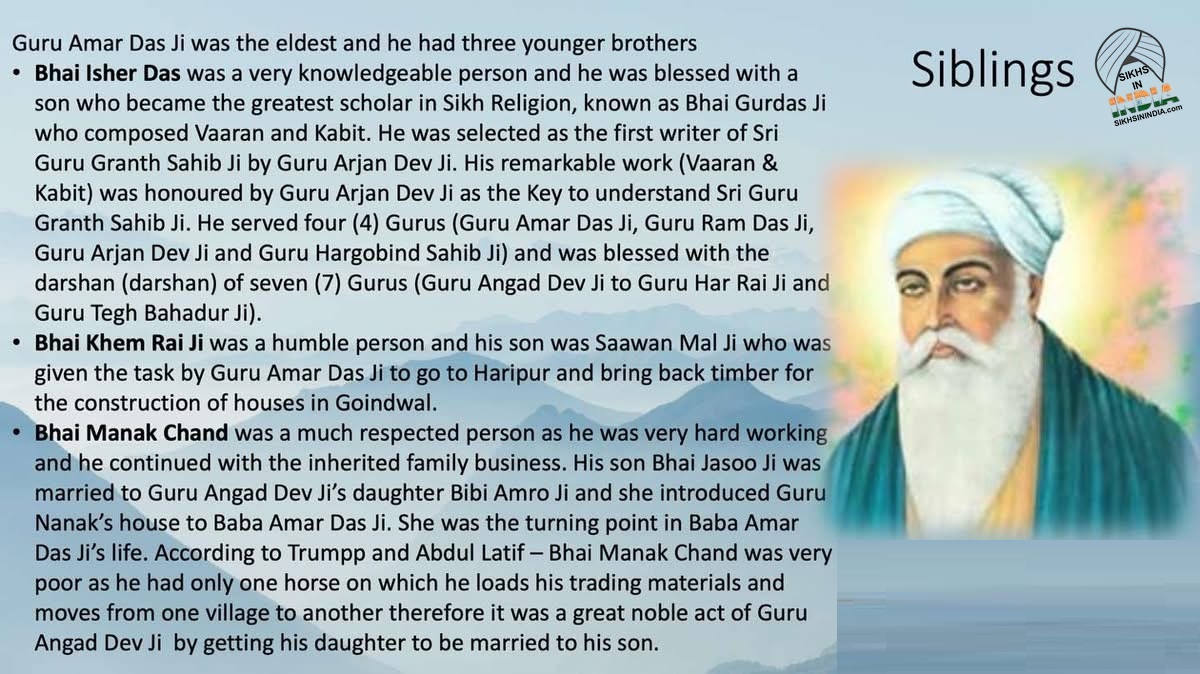 Guru Amar Das Ji was the eldest and he had three younger brothers
• Bhai Isher Das was a very knowledgeable person and he was blessed with a
son who became the greatest scholar in Sikh Religion, known as Bhai Gurdas Ji
who composed Vaaran and Kabit. He was selected as the first writer of Sri
Guru Granth Sahib Ji by Guru Arjan Dev Ji. His remarkable work (Vaaran &
Kabit) was honoured by Guru Arjan Dev Ji as the Key to understand Sri Guru
Granth Sahib Ji. He served four (4) Gurus (Guru Amar Das Ji, Guru Ram Das Ji,
Guru Arjan Dev Ji and Guru Hargobind Sahib Ji) and was blessed with the
darshan (darshan) of seven (7) Gurus (Guru Angad Dev Ji to Guru Har Rai Ji and
Guru Tegh Bahadur Ji).
• Bhai Khem Rai Ji was a humble person and his son was Saawan Mal Ji who was
given the task by Guru Amar Das Ji to go to Haripur and bring back timber for
the construction of houses in Goindwal.
• Bhai Manak Chand was a much respected person as he was very hard working
and he continued with the inherited family business. His son Bhai Jasoo Ji was
married to Guru Angad Dev Ji’s daughter Bibi Amro Ji and she introduced Guru
Nanak’s house to Baba Amar Das Ji. She was the turning point in Baba Amar
Das Ji’s life. According to Trumpp and Abdul Latif – Bhai Manak Chand was very
poor as he had only one horse on which he loads his trading materials and
moves from one village to another therefore it was a great noble act of Guru
Angad Dev Ji  by getting his daughter to be married to his son.
Siblings
SIKHS
IN
INDIA
SIKHSININDIA.com